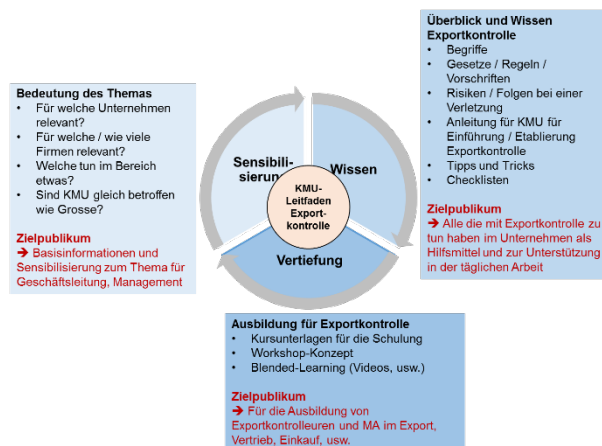 Bedeutung des Themas
• Für welche Unternehmen
relevant?
• Für welche / wie viele
Firmen relevant?
• Welche tun im Bereich
etwas?
• Sind KMU gleich betroffen
wie Grosse?
Zielpublikum
➔ Basisinformationen und
Sensibilisierung zum Thema für
Geschäftsleitung, Management
Sensibili-
sierung
Wissen
KMU-
Leitfaden
Export-
kontrolle
Vertiefung
Überblick und Wissen
Exportkontrolle
• Begriffe
• Gesetze / Regeln /
Vorschriften
• Risiken / Folgen bei einer
Verletzung
• Anleitung für KMU für
Einführung / Etablierung
Exportkontrolle
• Tipps und Tricks
• Checklisten
Zielpublikum
➔ Alle die mit Exportkontrolle zu
tun haben im Unternehmen als
Hilfsmittel und zur Unterstützung
in der täglichen Arbeit
Ausbildung für Exportkontrolle
• Kursunterlagen für die Schulung
• Workshop-Konzept
• Blended-Learning (Videos, usw.)
Zielpublikum
➔ Für die Ausbildung von
Exportkontrolleuren und MA im Export,
Vertrieb, Einkauf, usw.